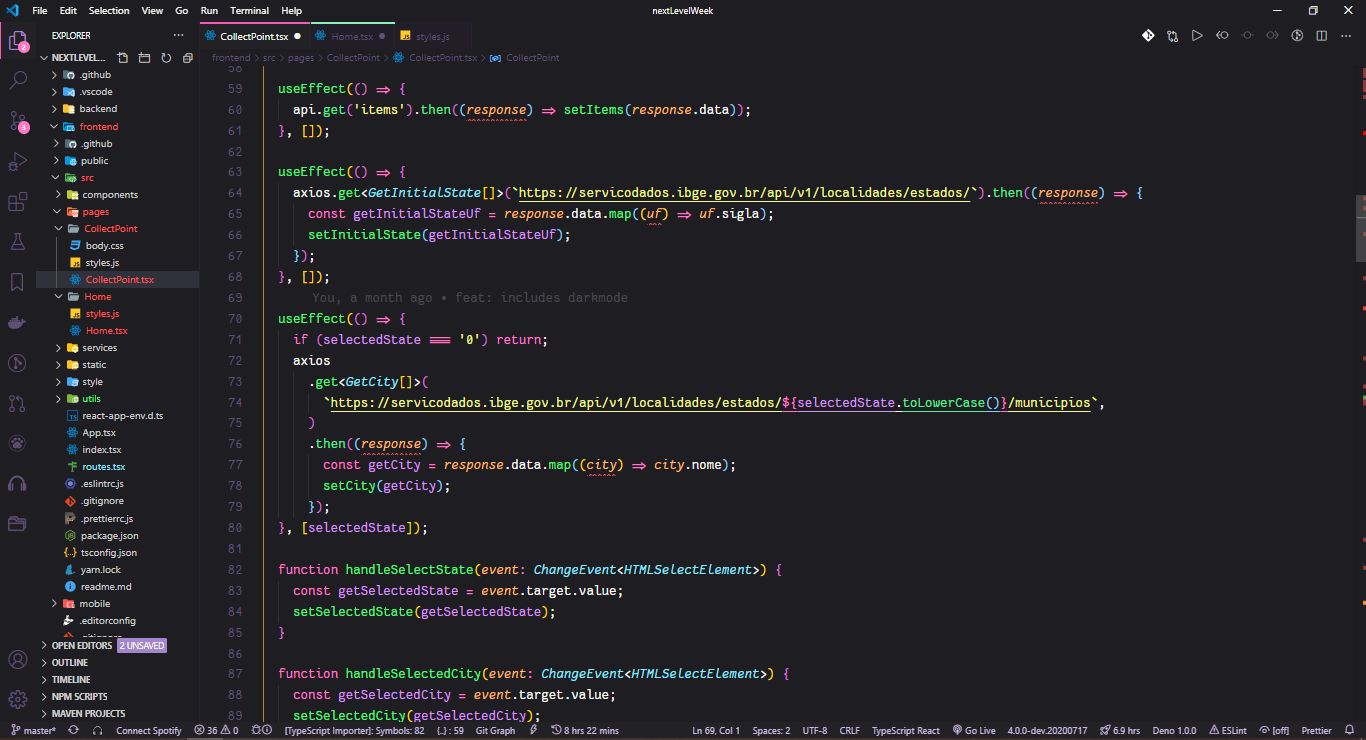 File Edit Selection View Go Run Terminal Help nextLevelWeek
EXPLORER
CollectPoint.tsx Home.tsx styles.js
NEXTLEVEL...
frontend > src > pages > CollectPoint > CollectPoint.tsx > CollectPoint
.github
.vscode
backend
frontend
.github
public
src
components
pages
CollectPoint
body.css
styles.js
CollectPoint.tsx
Home
styles.js
Home.tsx
services
static
style
utils
react-app-env.d.ts
App.tsx
index.tsx
routes.tsx
.eslintrc.js
.gitignore
.prettierrc.js
package.json
tsconfig.json
yarn.lock
readme.md
mobile
.editorconfig
.gitignore
OPEN EDITORS 2 UNSAVED
OUTLINE
TIMELINE
NPM SCRIPTS
MAVEN PROJECTS
2
3
58
59 useEffect(() => {
60 api.get('items').then((response) => setItems(response.data));
61 }, []);
62
63 useEffect(() => {
64 axios.get<GetInitialState[]>(`https://servicodados.ibge.gov.br/api/v1/localidades/estados/`).then((response) => {
65 const getInitialStateUf = response.data.map((uf) => uf.sigla);
66 setInitialState(getInitialStateUf);
67 });
68 }, []);
69 You, a month ago • feat: includes darkmode
70 useEffect(() => {
71 if (selectedState === '0') return;
72 axios
73 .get<GetCity[]>(
74 `https://servicodados.ibge.gov.br/api/v1/localidades/estados/${selectedState.toLowerCase()}/municipios`,
75 )
76 .then((response) => {
77 const getCity = response.data.map((city) => city.nome);
78 setCity(getCity);
79 });
80 }, [selectedState]);
81
82 function handleSelectState(event: ChangeEvent<HTMLSelectElement>) {
83 const getSelectedState = event.target.value;
84 setSelectedState(getSelectedState);
85 }
86
87 function handleSelectedCity(event: ChangeEvent<HTMLSelectElement>) {
88 const getSelectedCity = event.target.value;
89 setSelectedCity(getSelectedCity);
master* Connect Spotify 36 0 [TypeScript Importer]: Symbols: 82 {..} : 59 Git Graph 8 hrs 22 mins Ln 69, Col 1 Spaces: 2 UTF-8 CRLF TypeScript React Go Live 4.0.0-dev.20200717 6.9 hrs Deno 1.0.0 ESLint [off] Prettier